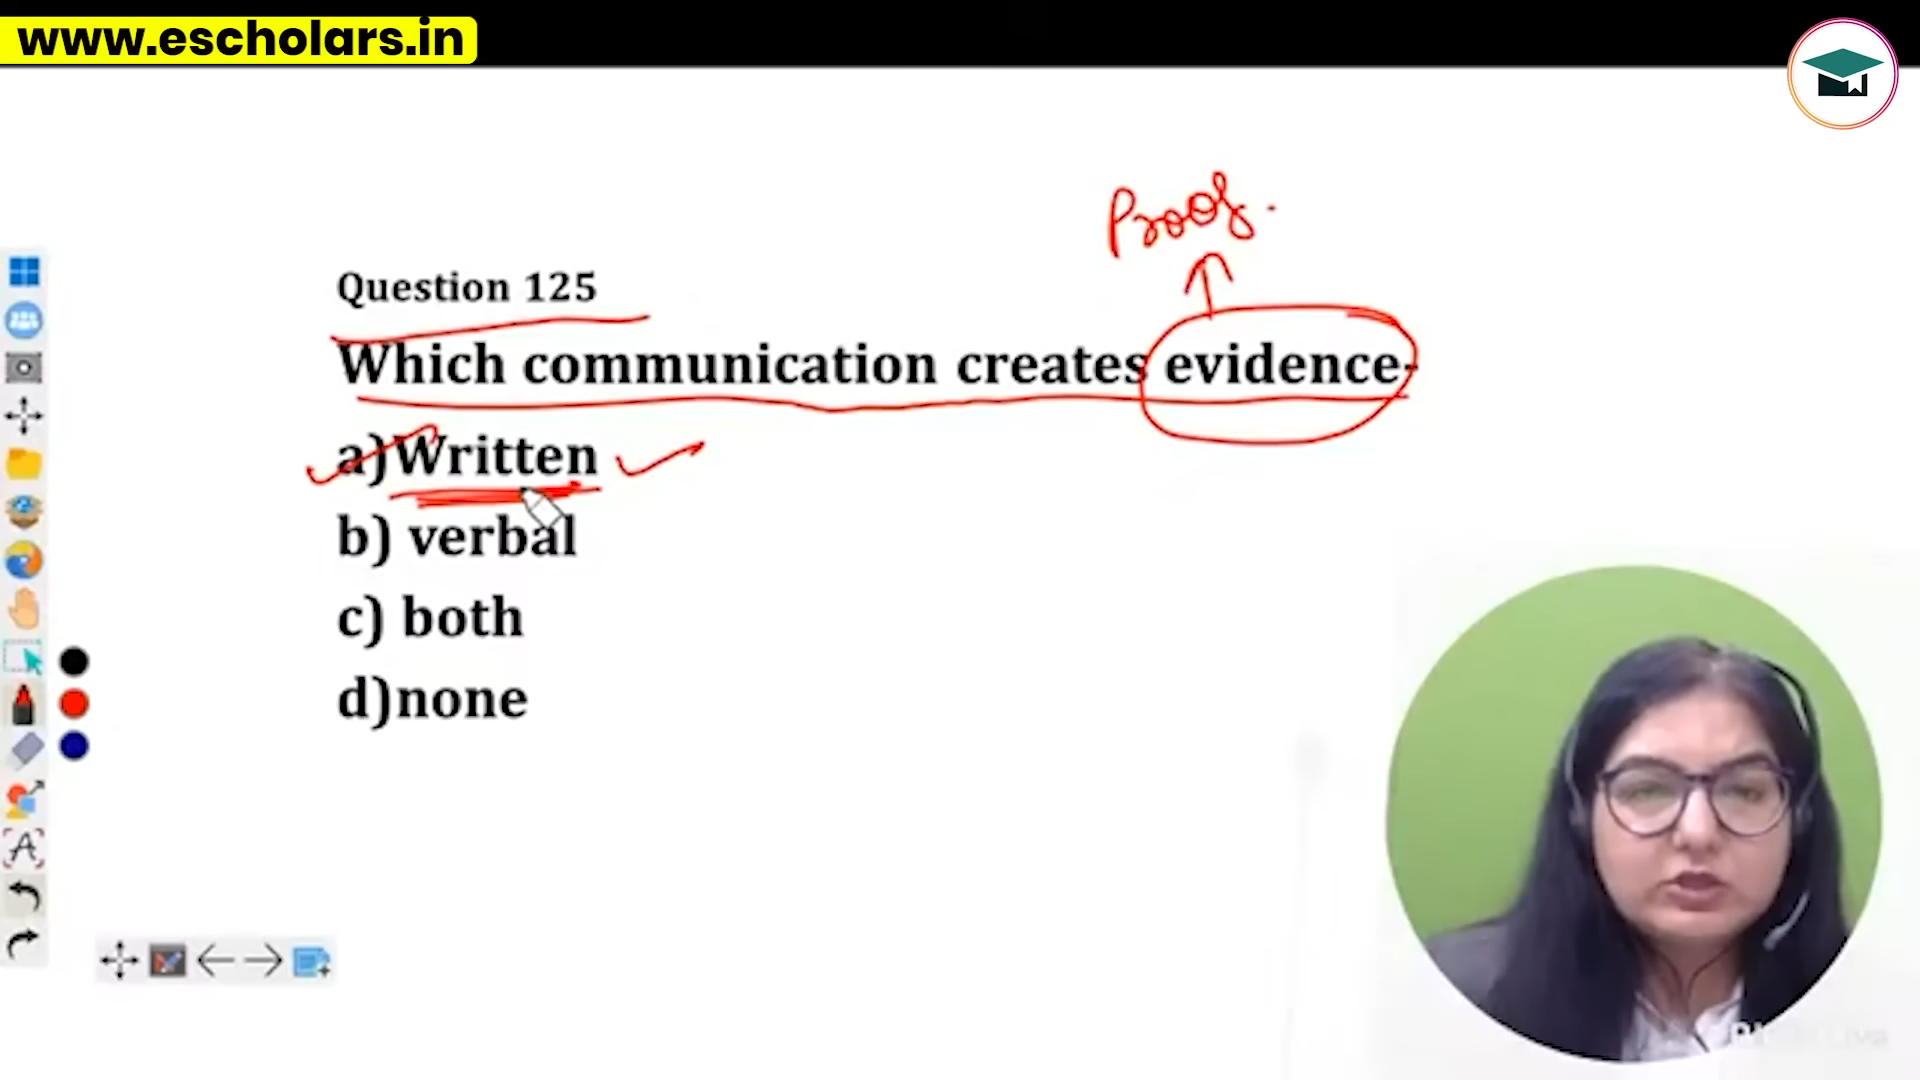 www.escholars.in
Proof.
Question 125
Which communication creates evidence-
a)Written
b) verbal
c) both
d)none